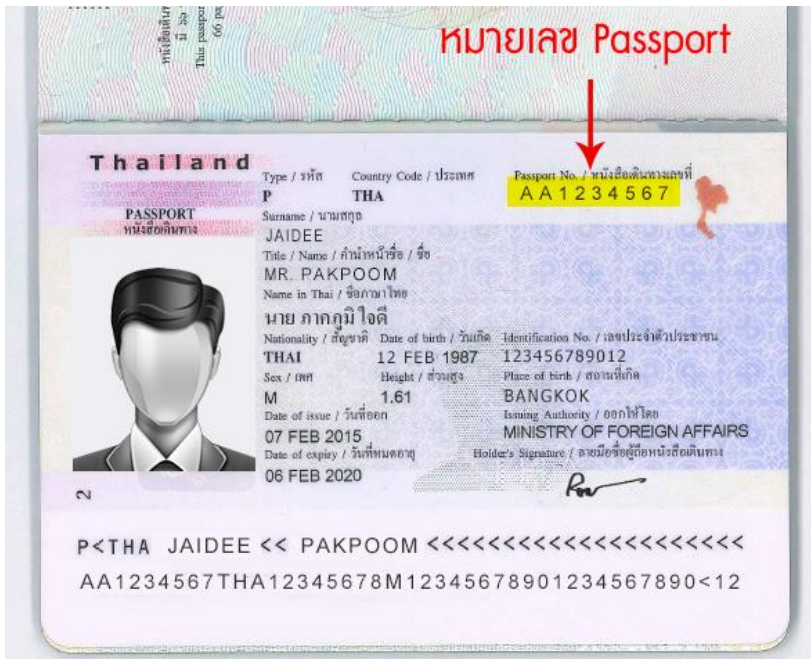 หมายเลข Passport
Thailand
PASSPORT
หนังสือเดินทาง
Type / รหัส Country Code / ประเทศ Passport No. / หนังสือเดินทางเลขที่
P THA AA1234567
Surname / นามสกุล
JAIDEE
Title / Name / คำนำหน้าชื่อ / ชื่อ
MR. PAKPOOM
Name in Thai / ชื่อภาษาไทย
นาย ภาคภูมิ ใจดี
Nationality / สัญชาติ Date of birth / วันเกิด Identification No. / เลขประจำตัวประชาชน
THAI 12 FEB 1987 123456789012
Sex / เพศ Height / ส่วนสูง Place of birth / สถานที่เกิด
M 1.61 BANGKOK
Date of issue / วันที่ออก Issuing Authority / ออกให้โดย
07 FEB 2015 MINISTRY OF FOREIGN AFFAIRS
Date of expiry / วันที่หมดอายุ Holder's Signature / ลายมือชื่อผู้ถือหนังสือเดินทาง
06 FEB 2020
2
P<THA JAIDEE << PAKPOOM <<<<<<<<<<<<<<<<<<<<<
AA1234567THA12345678M12345678901234567890<12